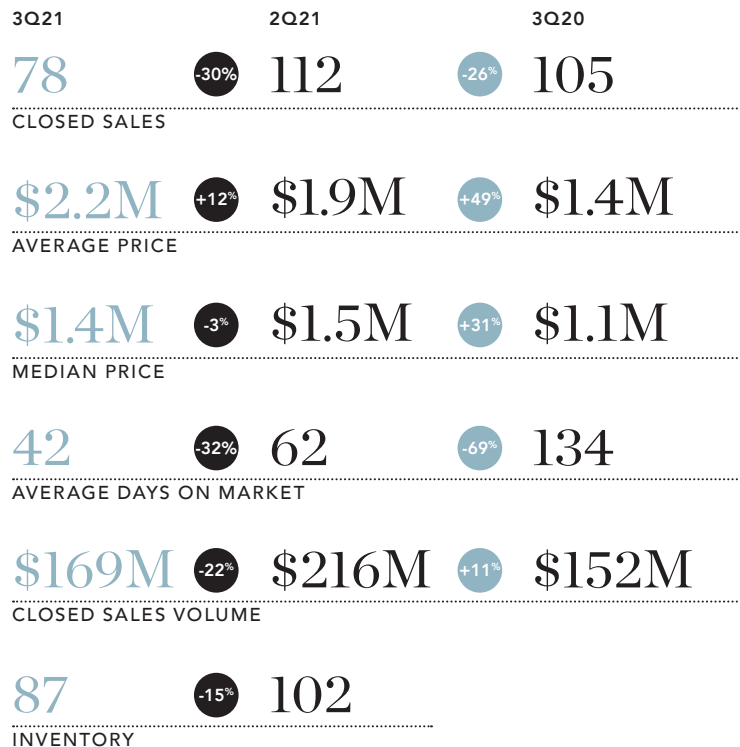 3Q21 2Q21 3Q20
78 -30% 112 -26% 105
CLOSED SALES
$2.2M +12% $1.9M +49% $1.4M
AVERAGE PRICE
$1.4M -3% $1.5M +31% $1.1M
MEDIAN PRICE
42 -32% 62 -69% 134
AVERAGE DAYS ON MARKET
$169M -22% $216M +11% $152M
CLOSED SALES VOLUME
87 -15% 102
INVENTORY